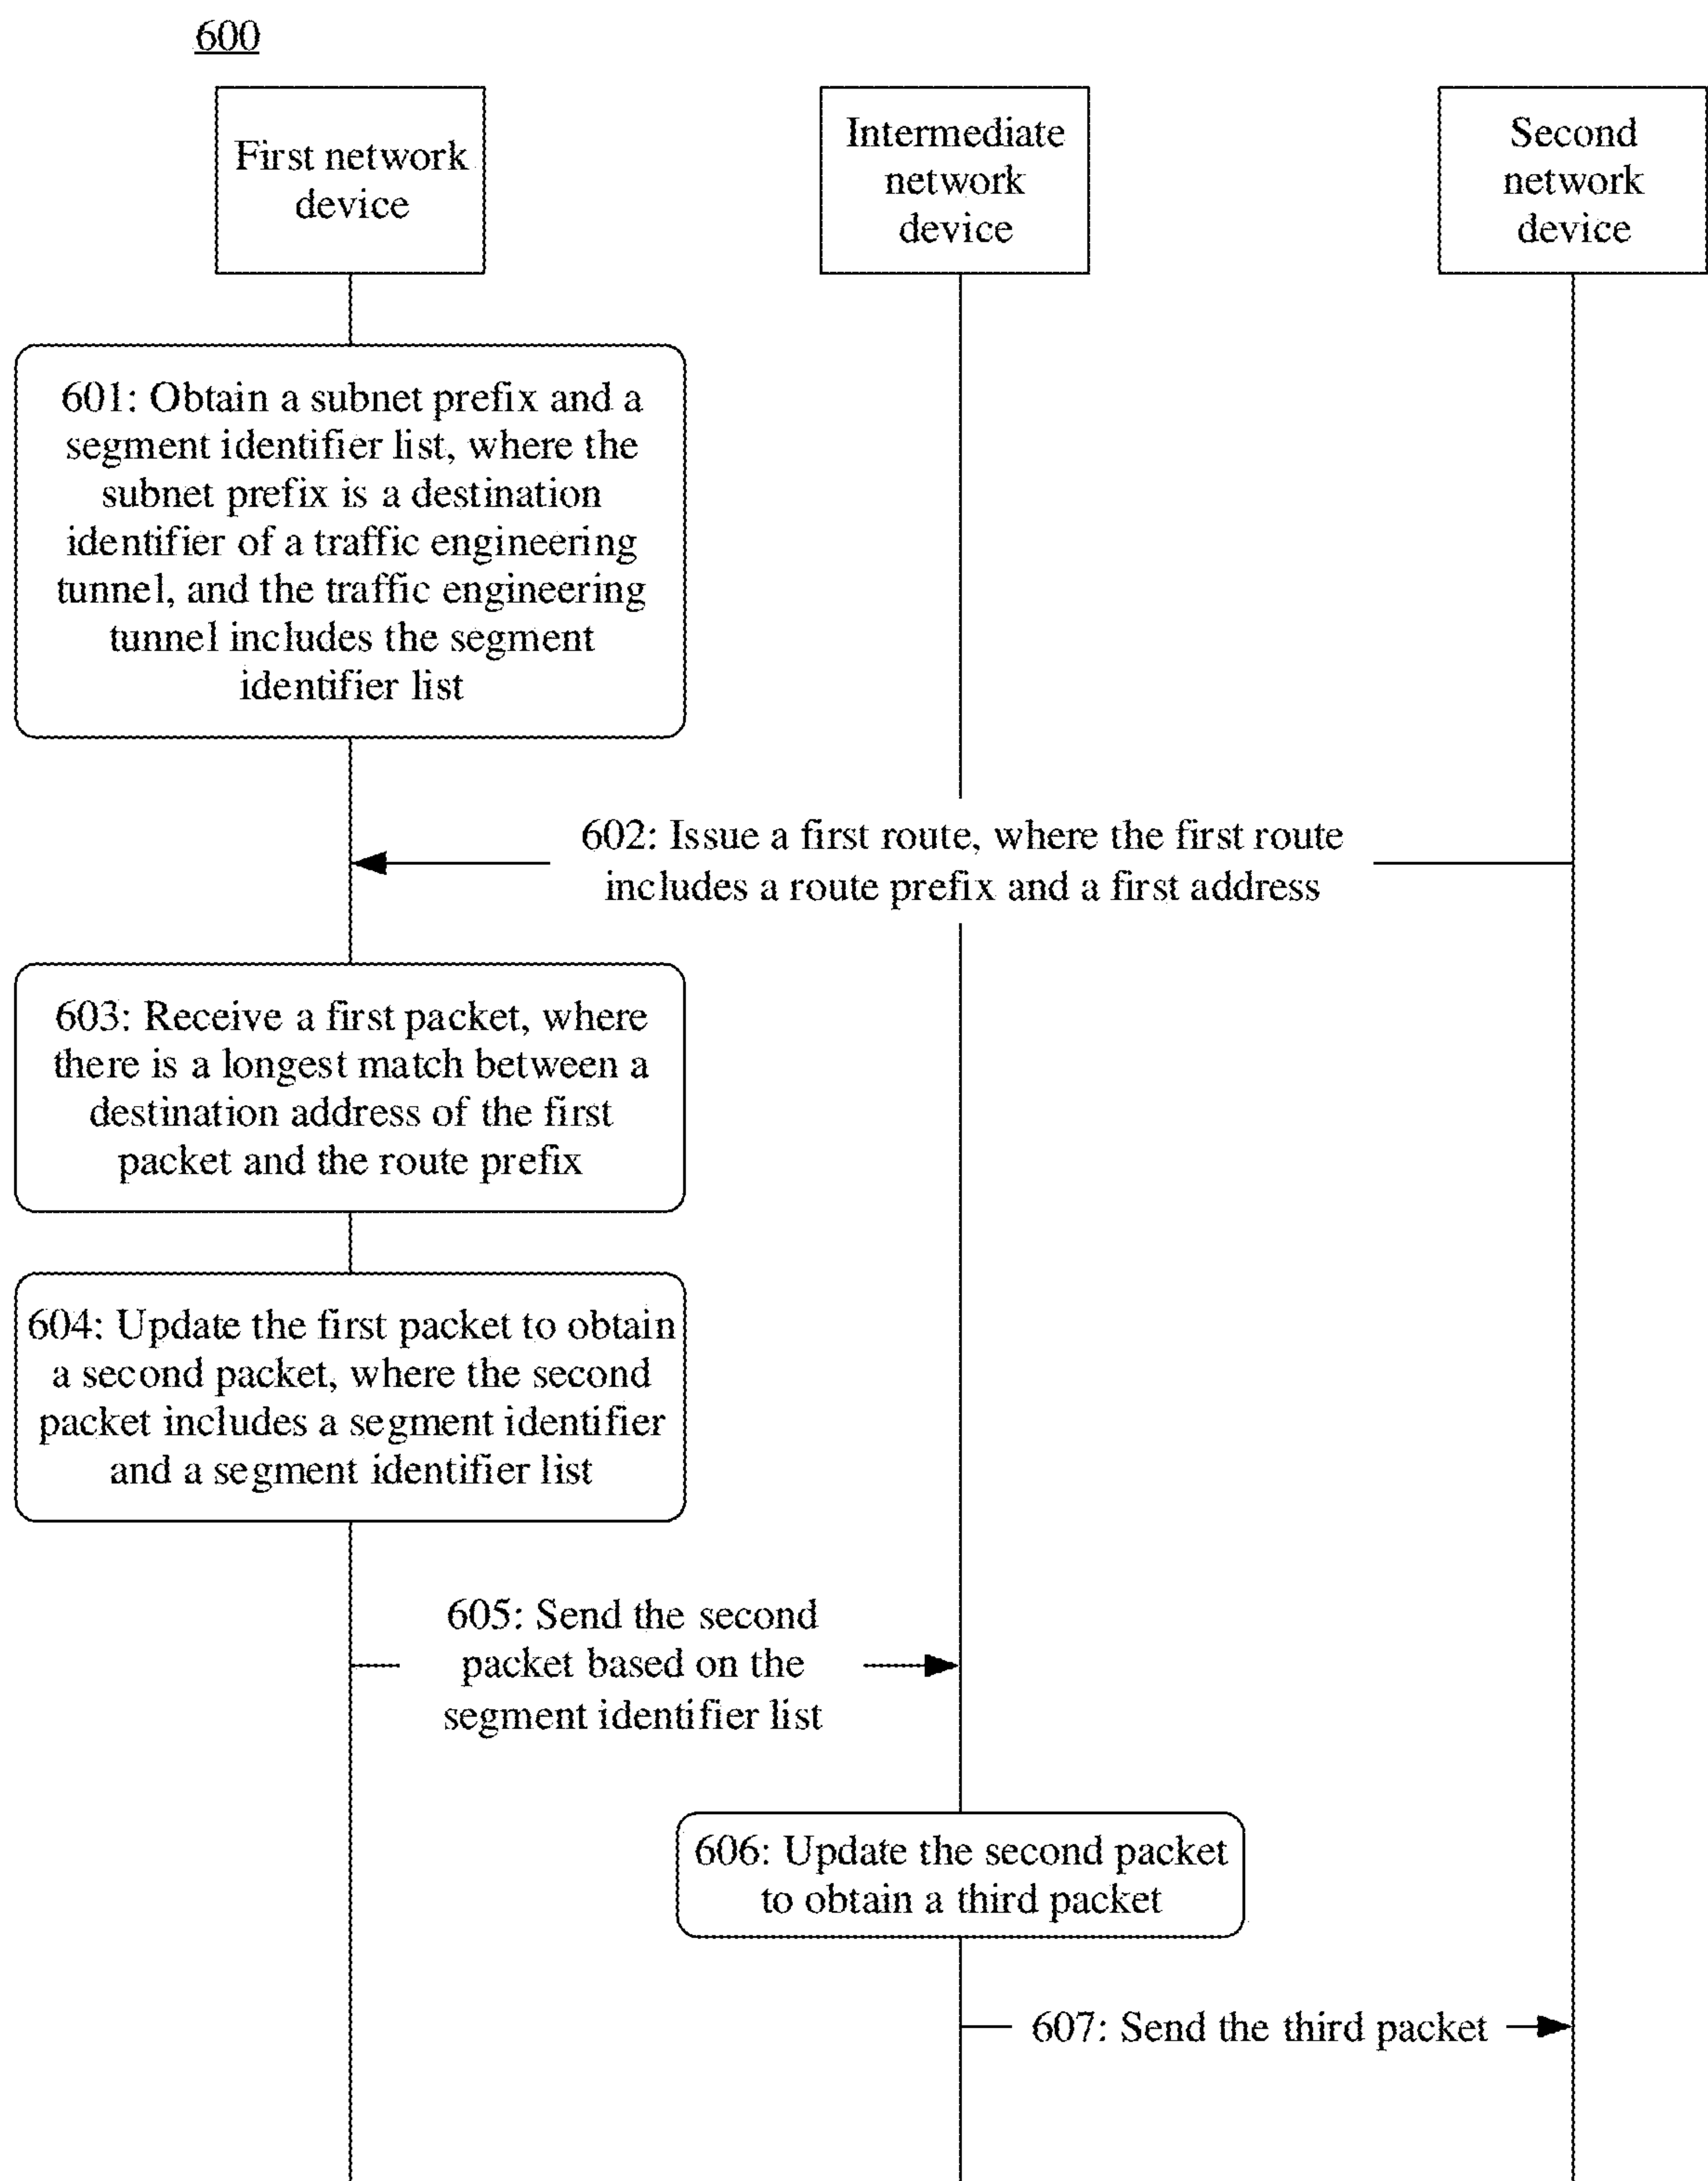 600
First network
device
Intermediate
network
device
Second
network
device
601: Obtain a subnet prefix and a
segment identifier list, where the
subnet prefix is a destination
identifier of a traffic engineering
tunnel, and the traffic engineering
tunnel includes the segment
identifier list
602: Issue a first route, where the first route
includes a route prefix and a first address
603: Receive a first packet, where
there is a longest match between a
destination address of the first
packet and the route prefix
604: Update the first packet to obtain
a second packet, where the second
packet includes a segment identifier
and a segment identifier list
605: Send the second
packet based on the
segment identifier list
606: Update the second packet
to obtain a third packet
607: Send the third packet